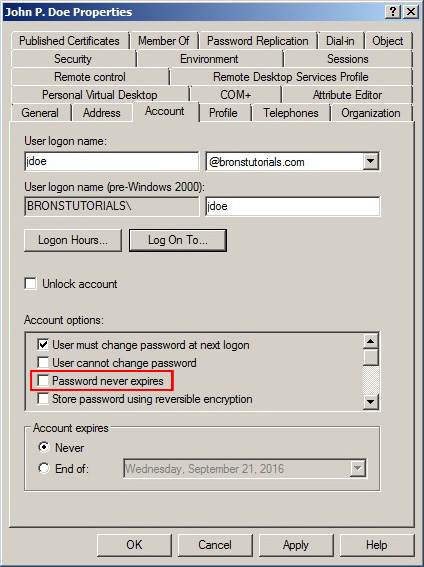 John P. Doe Properties
Published Certificates Member Of Password Replication Dial-in Object
Security Environment Sessions
Remote control Remote Desktop Services Profile
Personal Virtual Desktop COM+ Attribute Editor
General Address Account Profile Telephones Organization
User logon name:
jdoe @bronstutorials.com
User logon name (pre-Windows 2000):
BRONSTUTORIALS\ jdoe
Logon Hours... Log On To...
Unlock account
Account options:
User must change password at next logon
User cannot change password
Password never expires
Store password using reversible encryption
Account expires
Never
End of: Wednesday, September 21, 2016
OK Cancel Apply Help